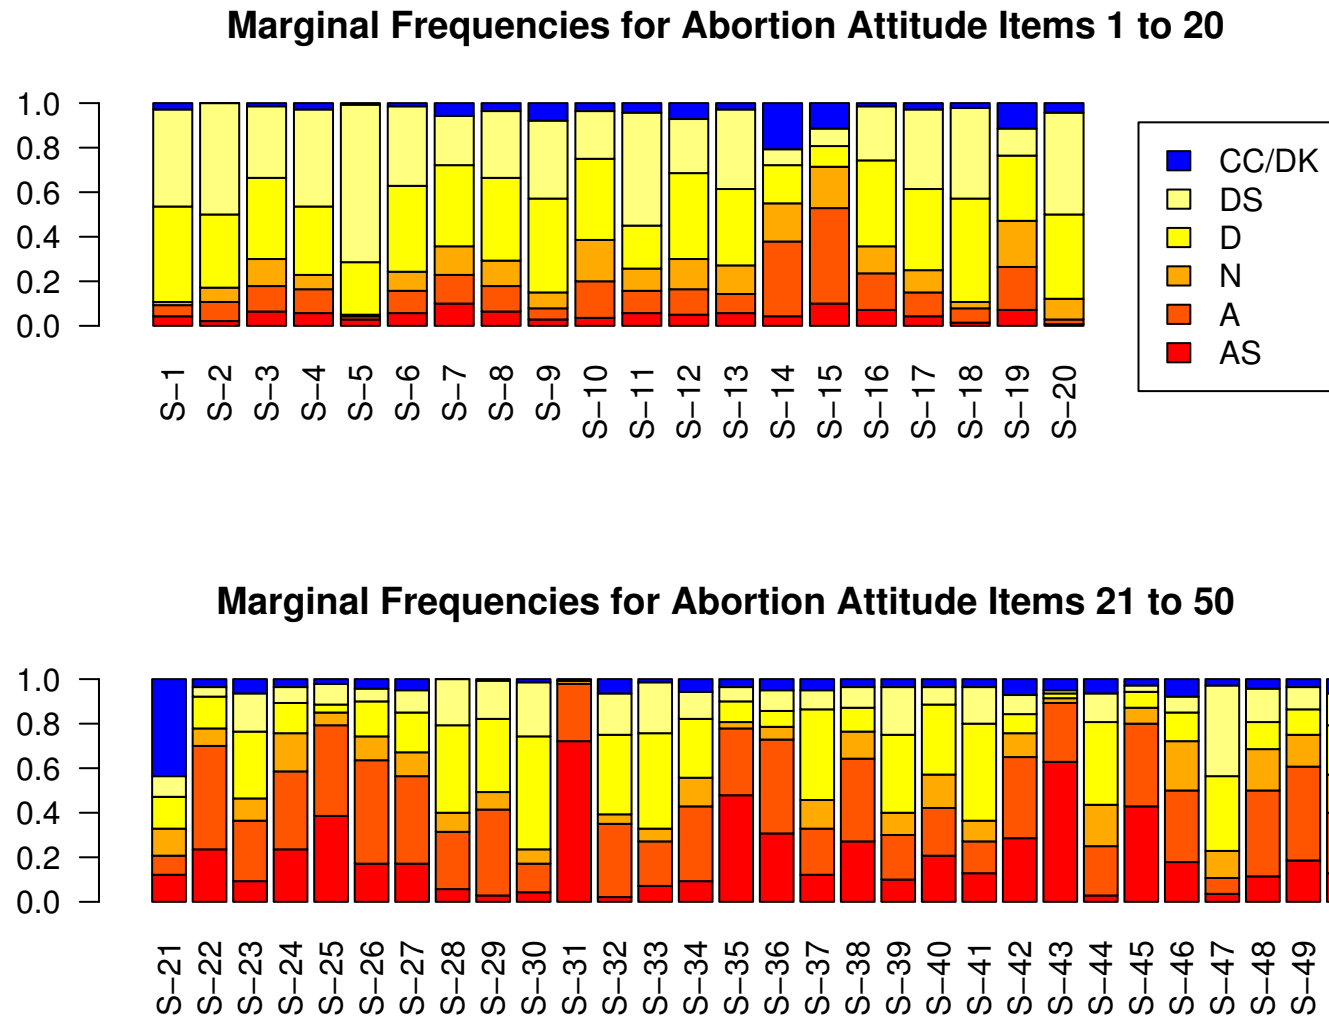 Marginal Frequencies for Abortion Attitude Items 1 to 20
1.0
0.8
0.6
0.4
0.2
0.0
S−1
S−2
S−3
S−4
S−5
S−6
S−7
S−8
S−9
S−10
S−11
S−12
S−13
S−14
S−15
S−16
S−17
S−18
S−19
S−20
CC/DK
DS
D
N
A
AS
Marginal Frequencies for Abortion Attitude Items 21 to 50
1.0
0.8
0.6
0.4
0.2
0.0
S−21
S−22
S−23
S−24
S−25
S−26
S−27
S−28
S−29
S−30
S−31
S−32
S−33
S−34
S−35
S−36
S−37
S−38
S−39
S−40
S−41
S−42
S−43
S−44
S−45
S−46
S−47
S−48
S−49